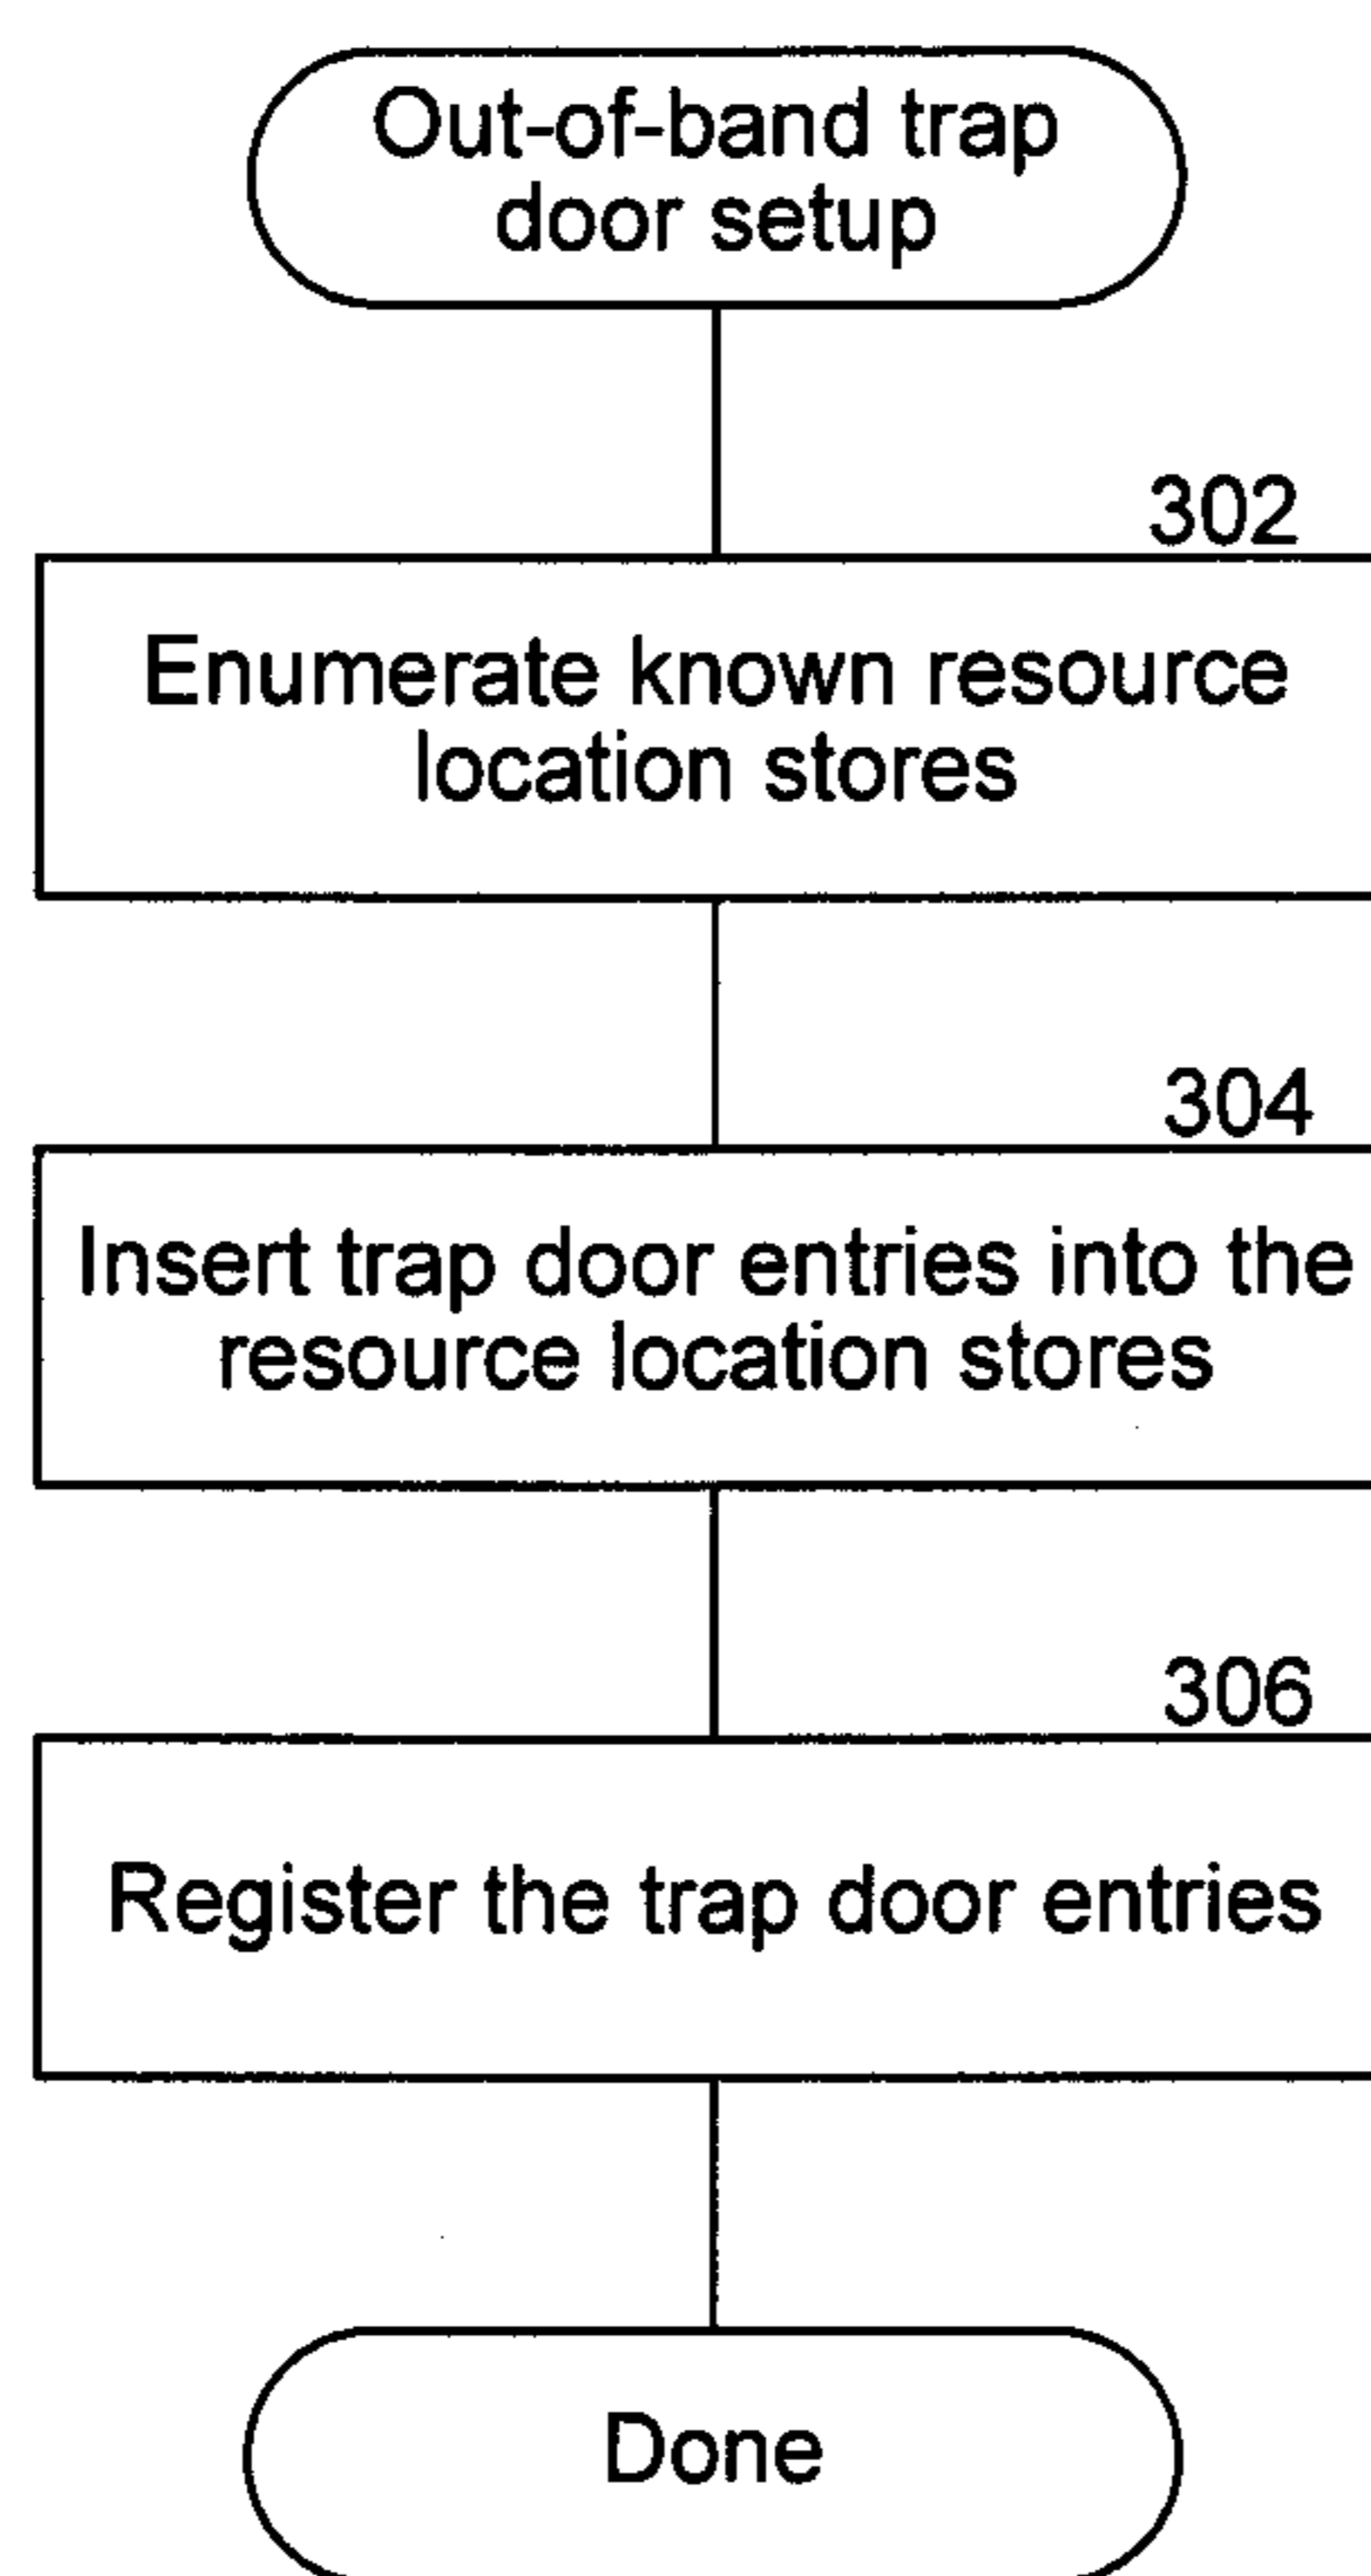 Out-of-band trap
door setup
302
Enumerate known resource
location stores
304
Insert trap door entries into the
resource location stores
306
Register the trap door entries
Done